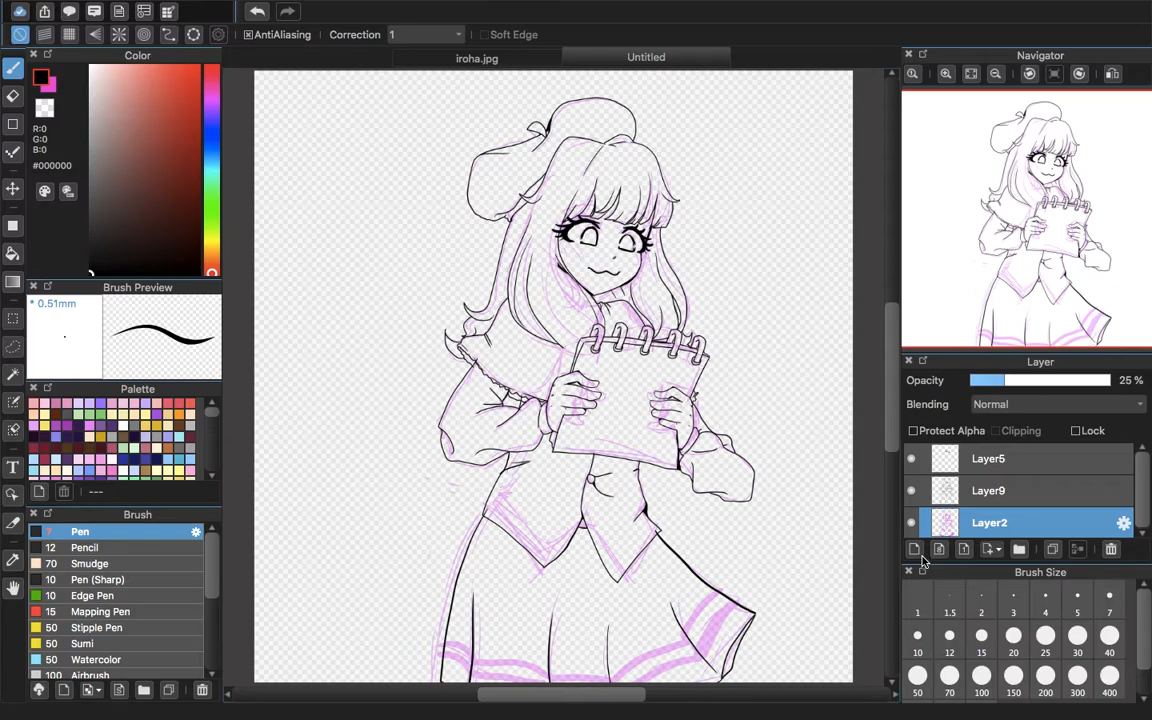 AntiAliasing Correction 1 Soft Edge
iroha.jpg Untitled
Color
R:0
G:0
B:0
#000000
Brush Preview
* 0.51mm
Palette
---
Brush
7 Pen
12 Pencil
70 Smudge
10 Pen (Sharp)
10 Edge Pen
15 Mapping Pen
50 Stipple Pen
50 Sumi
50 Watercolor
100 Airbrush
T
Navigator
Layer
Opacity 25 %
Blending Normal
Protect Alpha Clipping Lock
Layer5
Layer9
Layer2
Brush Size
1 1.5 2 3 4 5 7
10 12 15 20 25 30 40
50 70 100 150 200 300 400